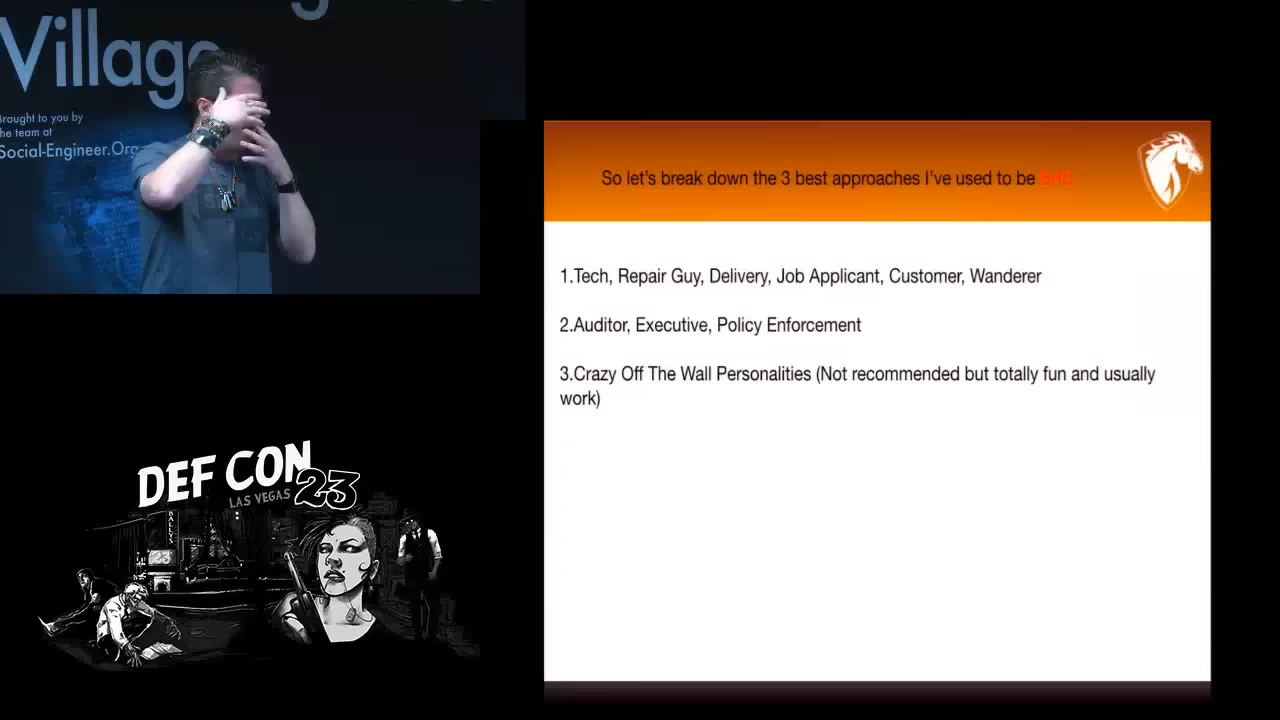 Village
Brought to you by
the team at
Social-Engineer.Org
So let's break down the 3 best approaches I've used to be BAD
1.Tech, Repair Guy, Delivery, Job Applicant, Customer, Wanderer
2.Auditor, Executive, Policy Enforcement
3.Crazy Off The Wall Personalities (Not recommended but totally fun and usually
work)
DEF CON
LAS VEGAS 23
BALLYS
23